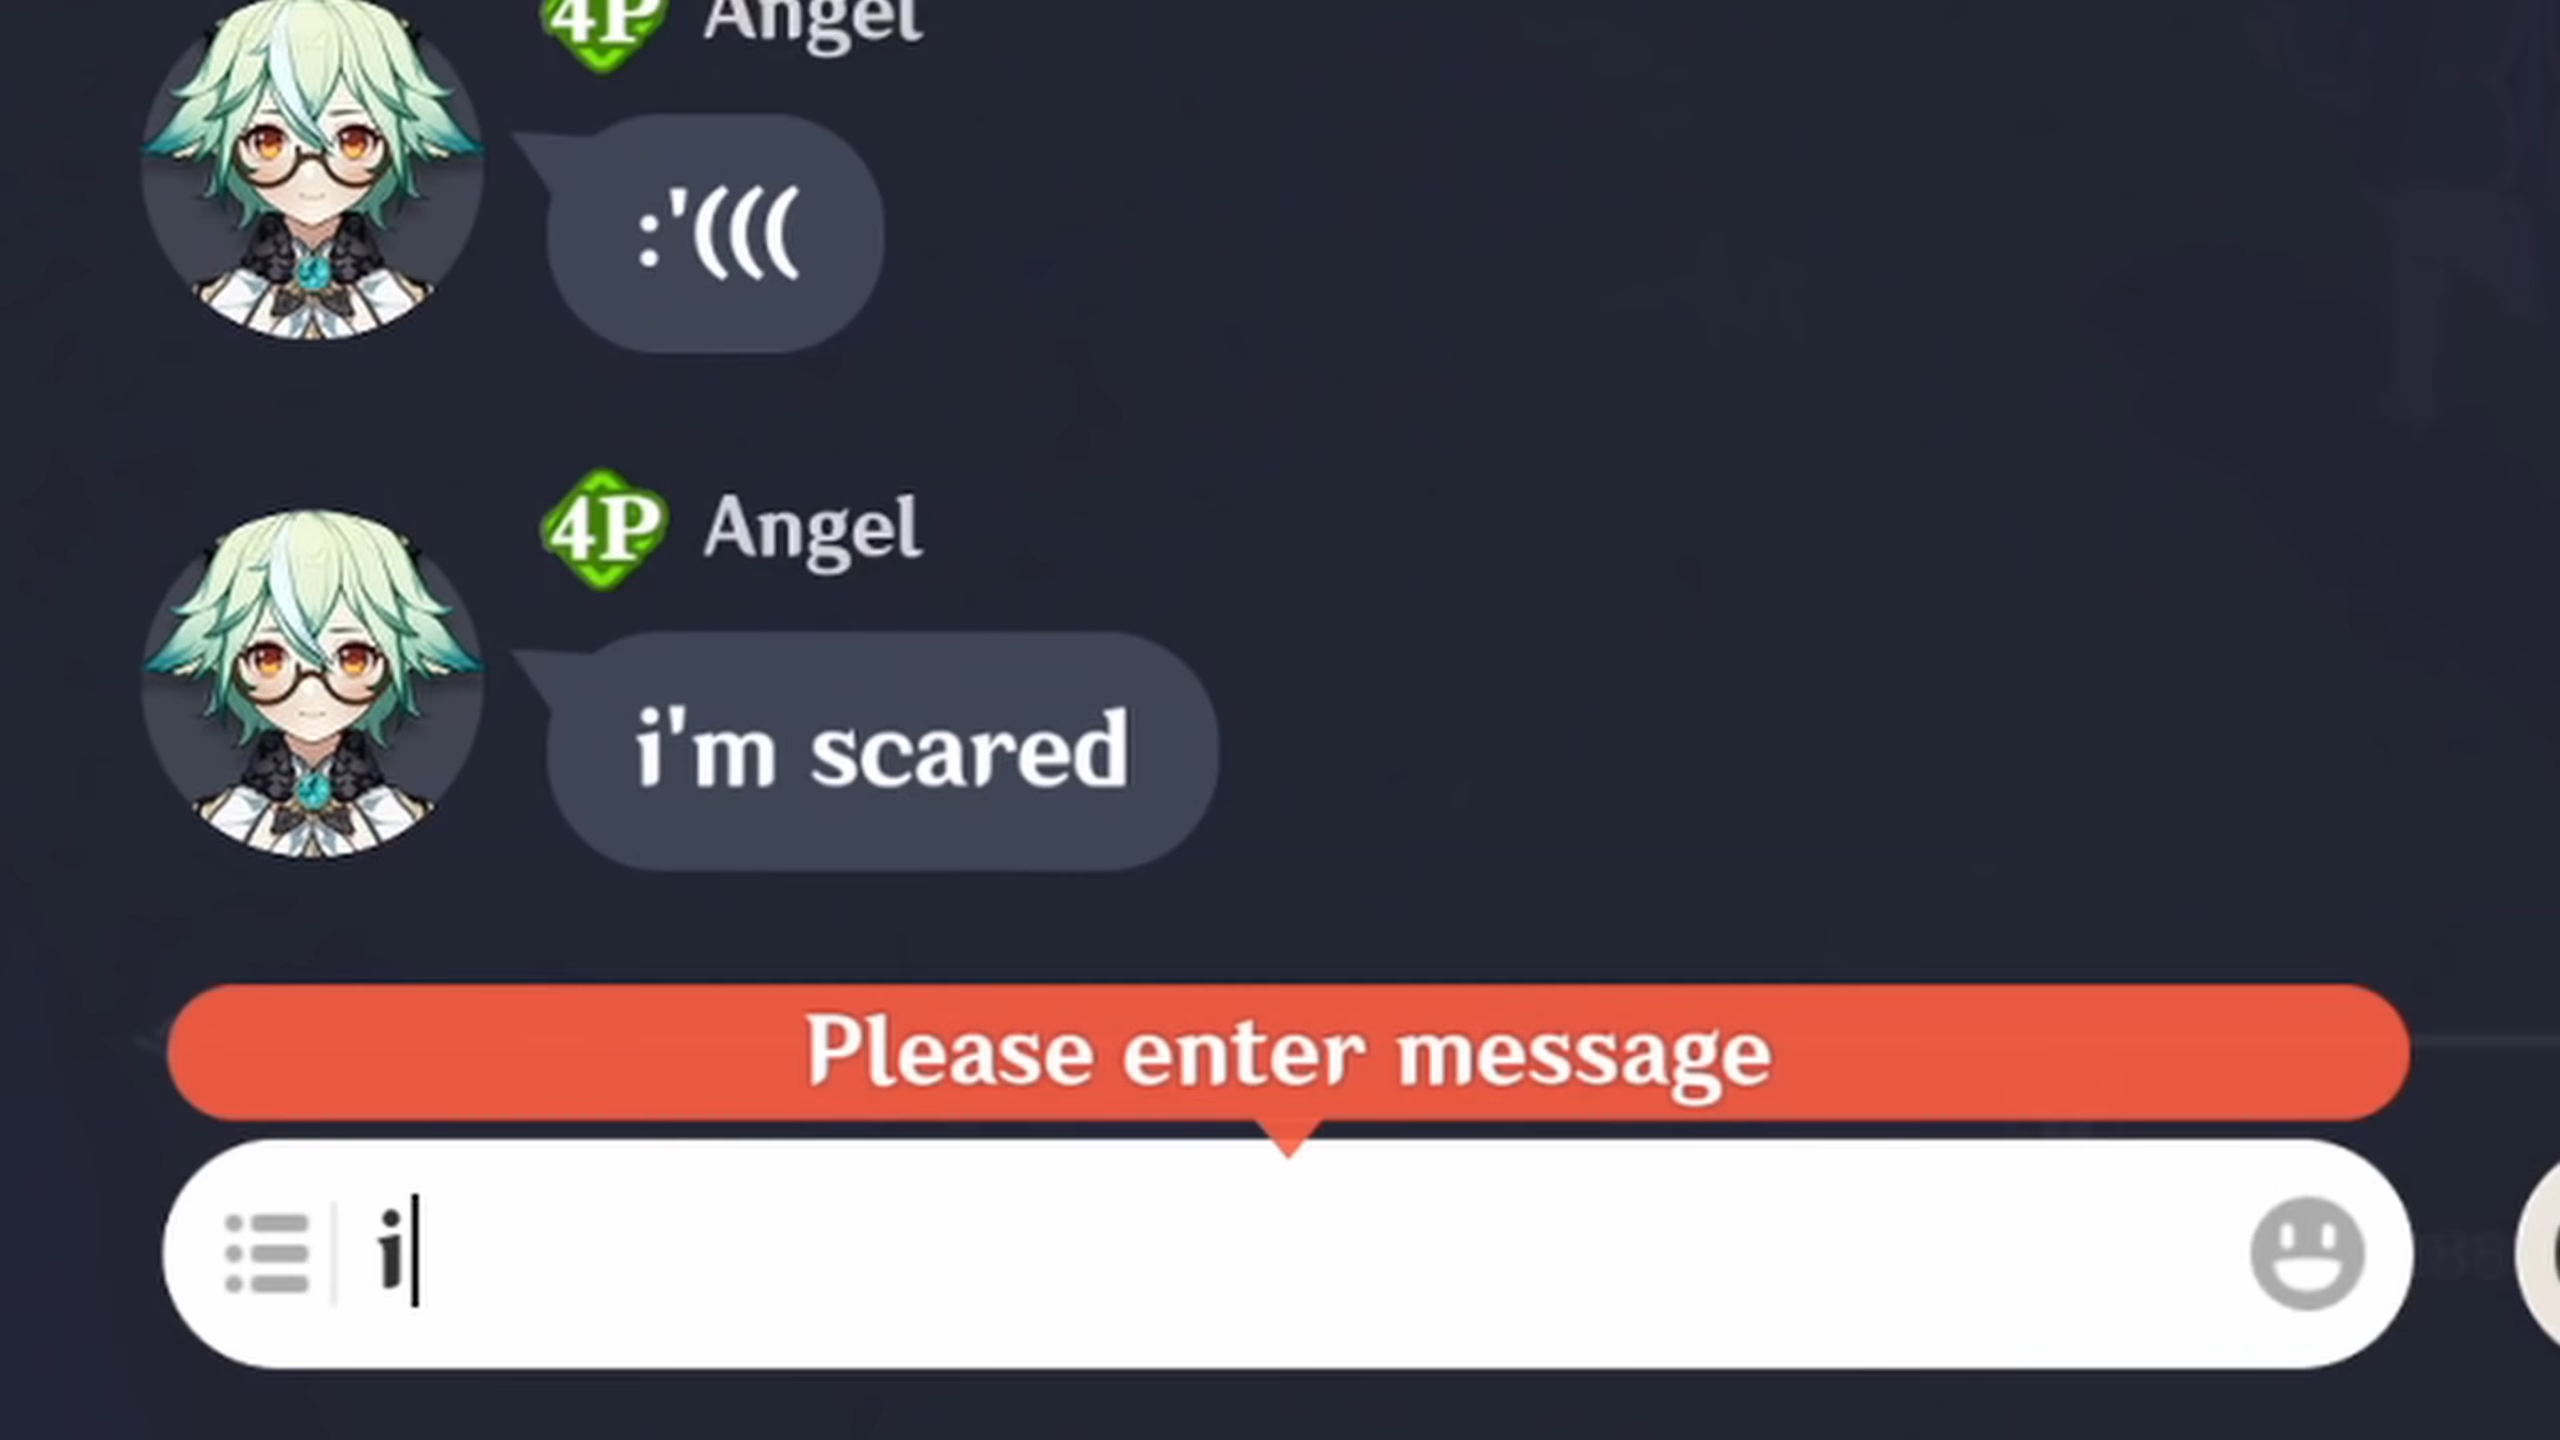 4P Angel
:'(((
4P Angel
i'm scared
Please enter message
i